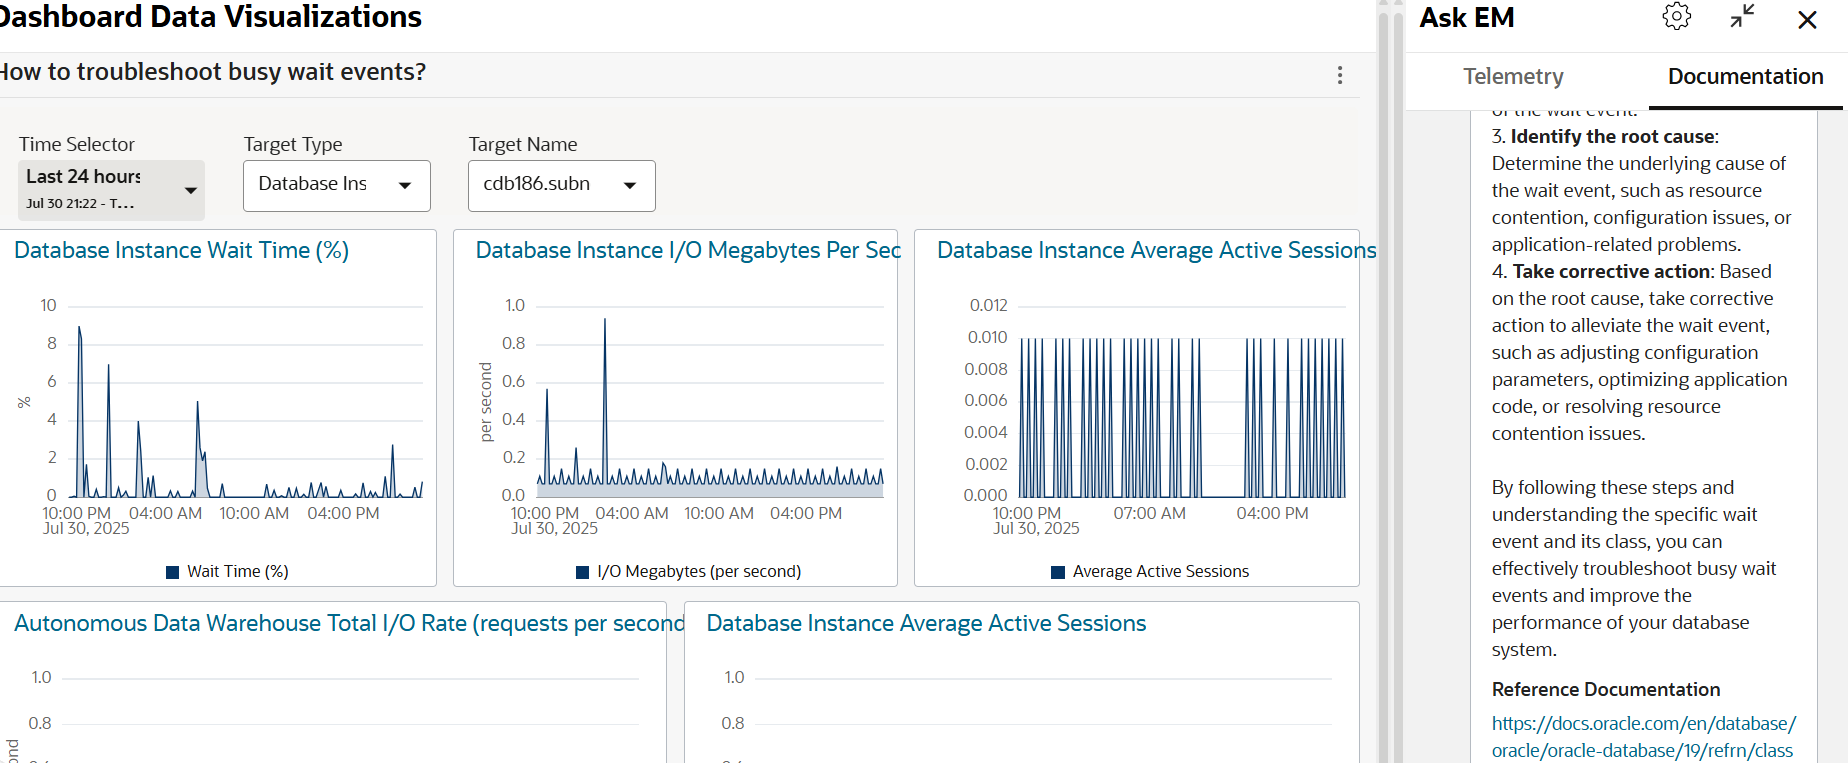 Dashboard Data Visualizations
How to troubleshoot busy wait events?
Time Selector
Last 24 hours
Jul 30 21:22 - T...
Target Type
Database Ins
Target Name
cdb186.subn
Database Instance Wait Time (%)
10
8
6
4
2
0
%
10:00 PM 04:00 AM 10:00 AM 04:00 PM
Jul 30, 2025
Wait Time (%)
Database Instance I/O Megabytes Per Sec
1.0
0.8
0.6
0.4
0.2
0.0
per second
10:00 PM 04:00 AM 10:00 AM 04:00 PM
Jul 30, 2025
I/O Megabytes (per second)
Database Instance Average Active Sessions
0.012
0.010
0.008
0.006
0.004
0.002
0.000
10:00 PM 07:00 AM 04:00 PM
Jul 30, 2025
Average Active Sessions
Autonomous Data Warehouse Total I/O Rate (requests per second
1.0
0.8
ond
Database Instance Average Active Sessions
1.0
0.8
Ask EM
Telemetry
Documentation
of the wait event.
3. Identify the root cause:
Determine the underlying cause of
the wait event, such as resource
contention, configuration issues, or
application-related problems.
4. Take corrective action: Based
on the root cause, take corrective
action to alleviate the wait event,
such as adjusting configuration
parameters, optimizing application
code, or resolving resource
contention issues.
By following these steps and
understanding the specific wait
event and its class, you can
effectively troubleshoot busy wait
events and improve the
performance of your database
system.
Reference Documentation
https://docs.oracle.com/en/database/
oracle/oracle-database/19/refrn/class